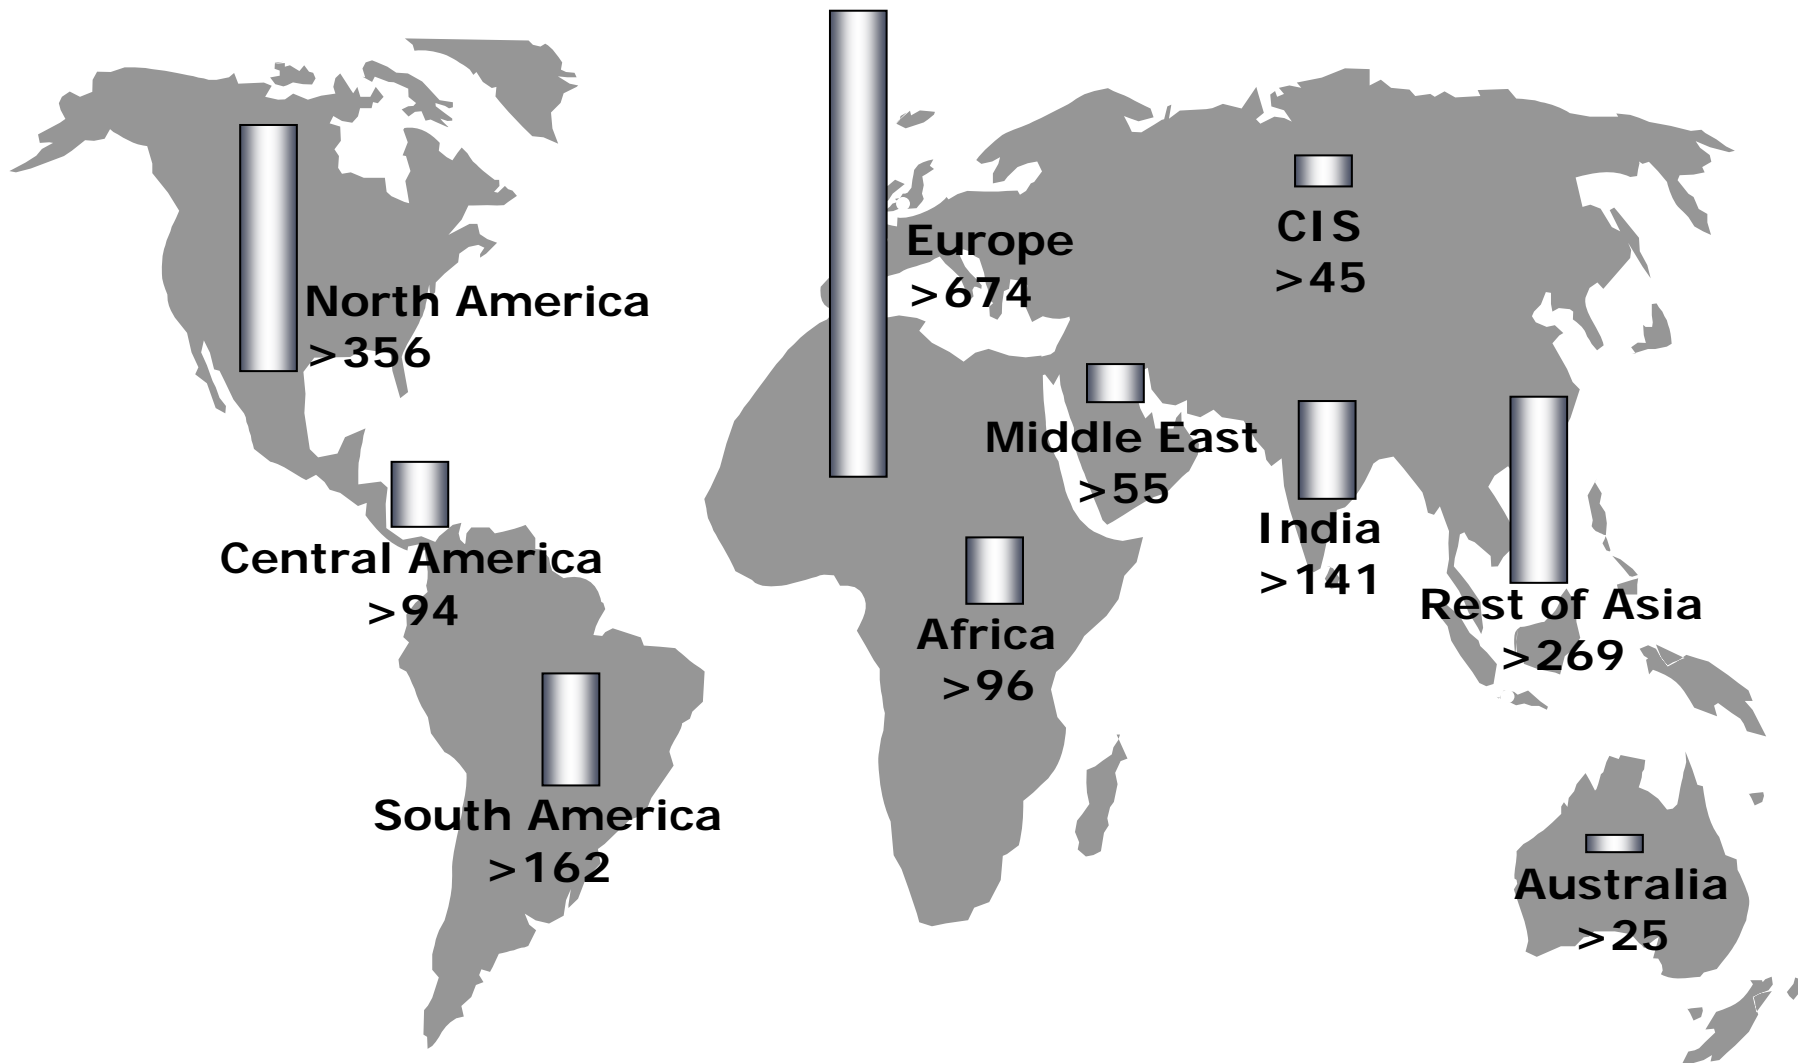 Europe
>674
CIS
>45
North America
>356
Middle East
>55
India
>141
Central America
>94
Rest of Asia
>269
Africa
>96
South America
>162
Australia
>25